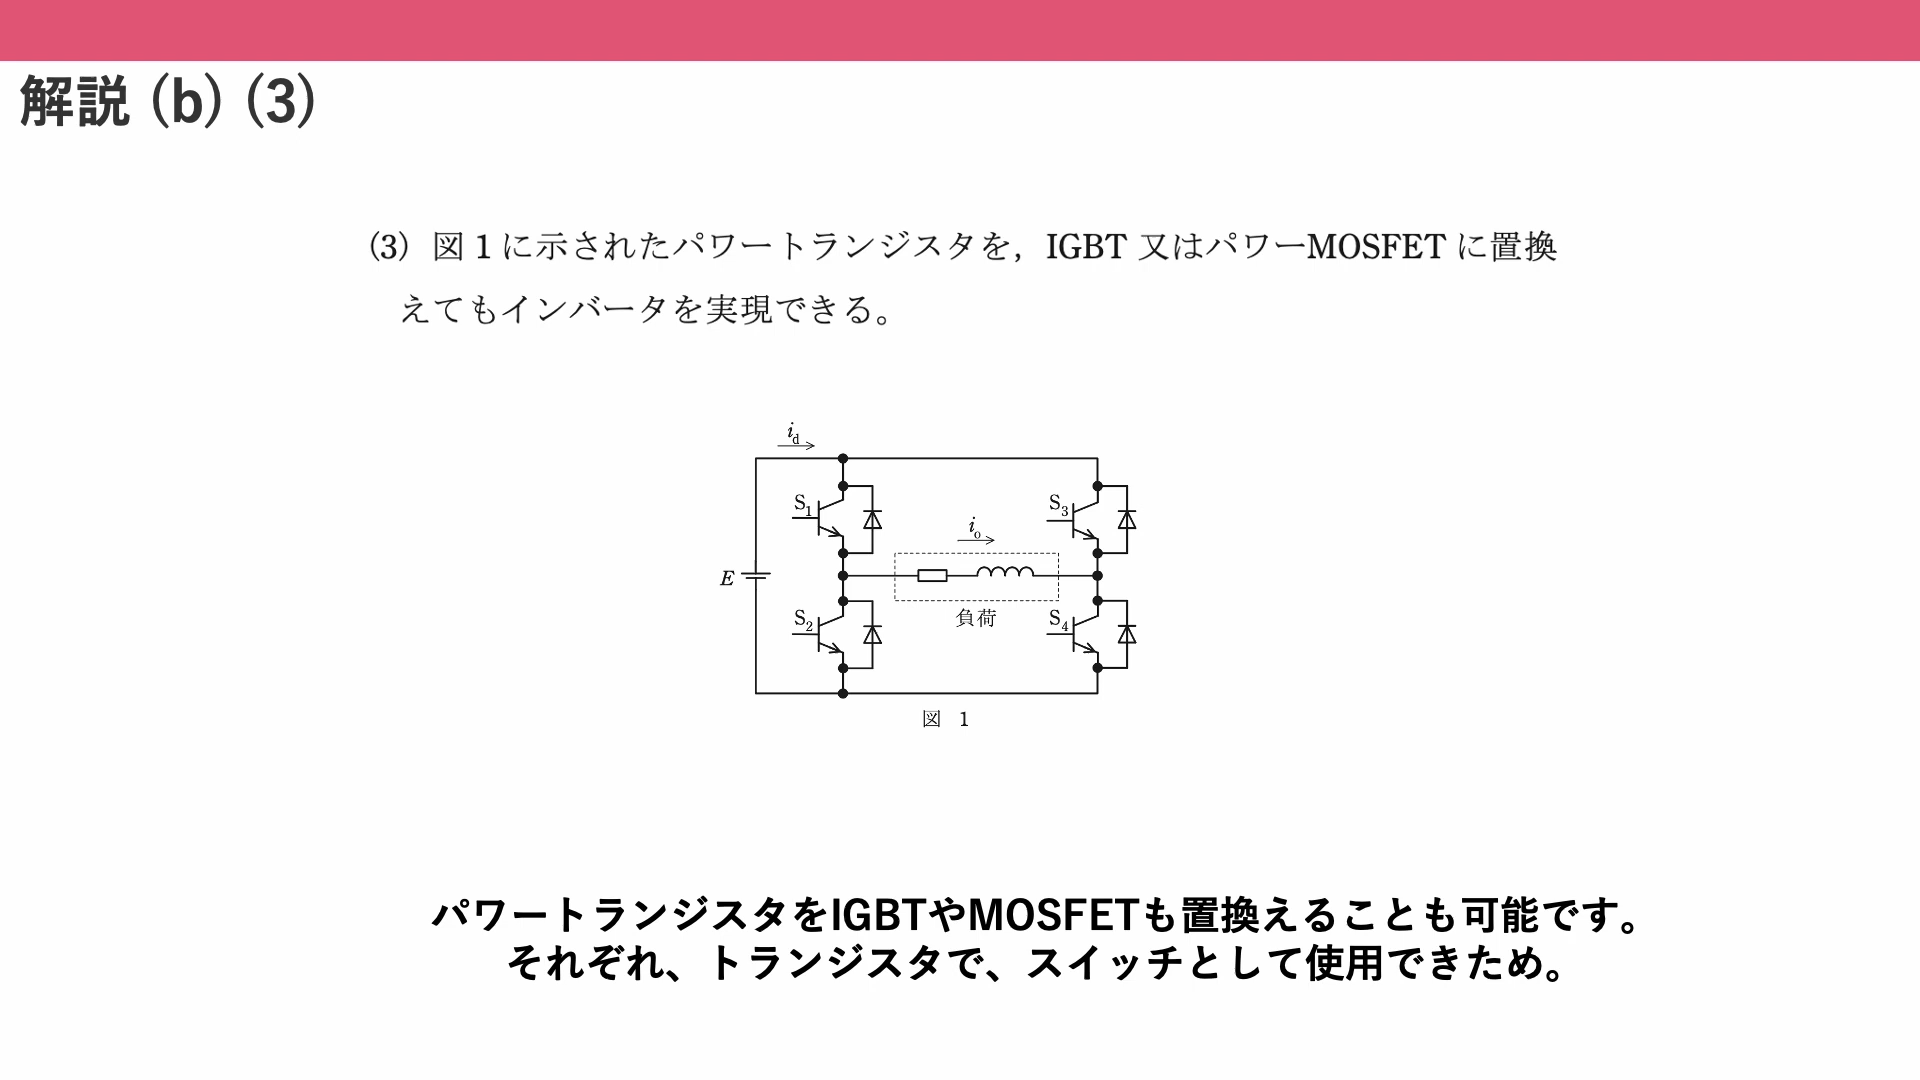 解説 (b) (3)
(3) 図 1 に示されたパワートランジスタを，IGBT 又はパワーMOSFET に置換
えてもインバータを実現できる。
id
S1
S3
io
E
負荷
S2
S4
図 1
パワートランジスタをIGBTやMOSFETも置換えることも可能です。
それぞれ、トランジスタで、スイッチとして使用できため。